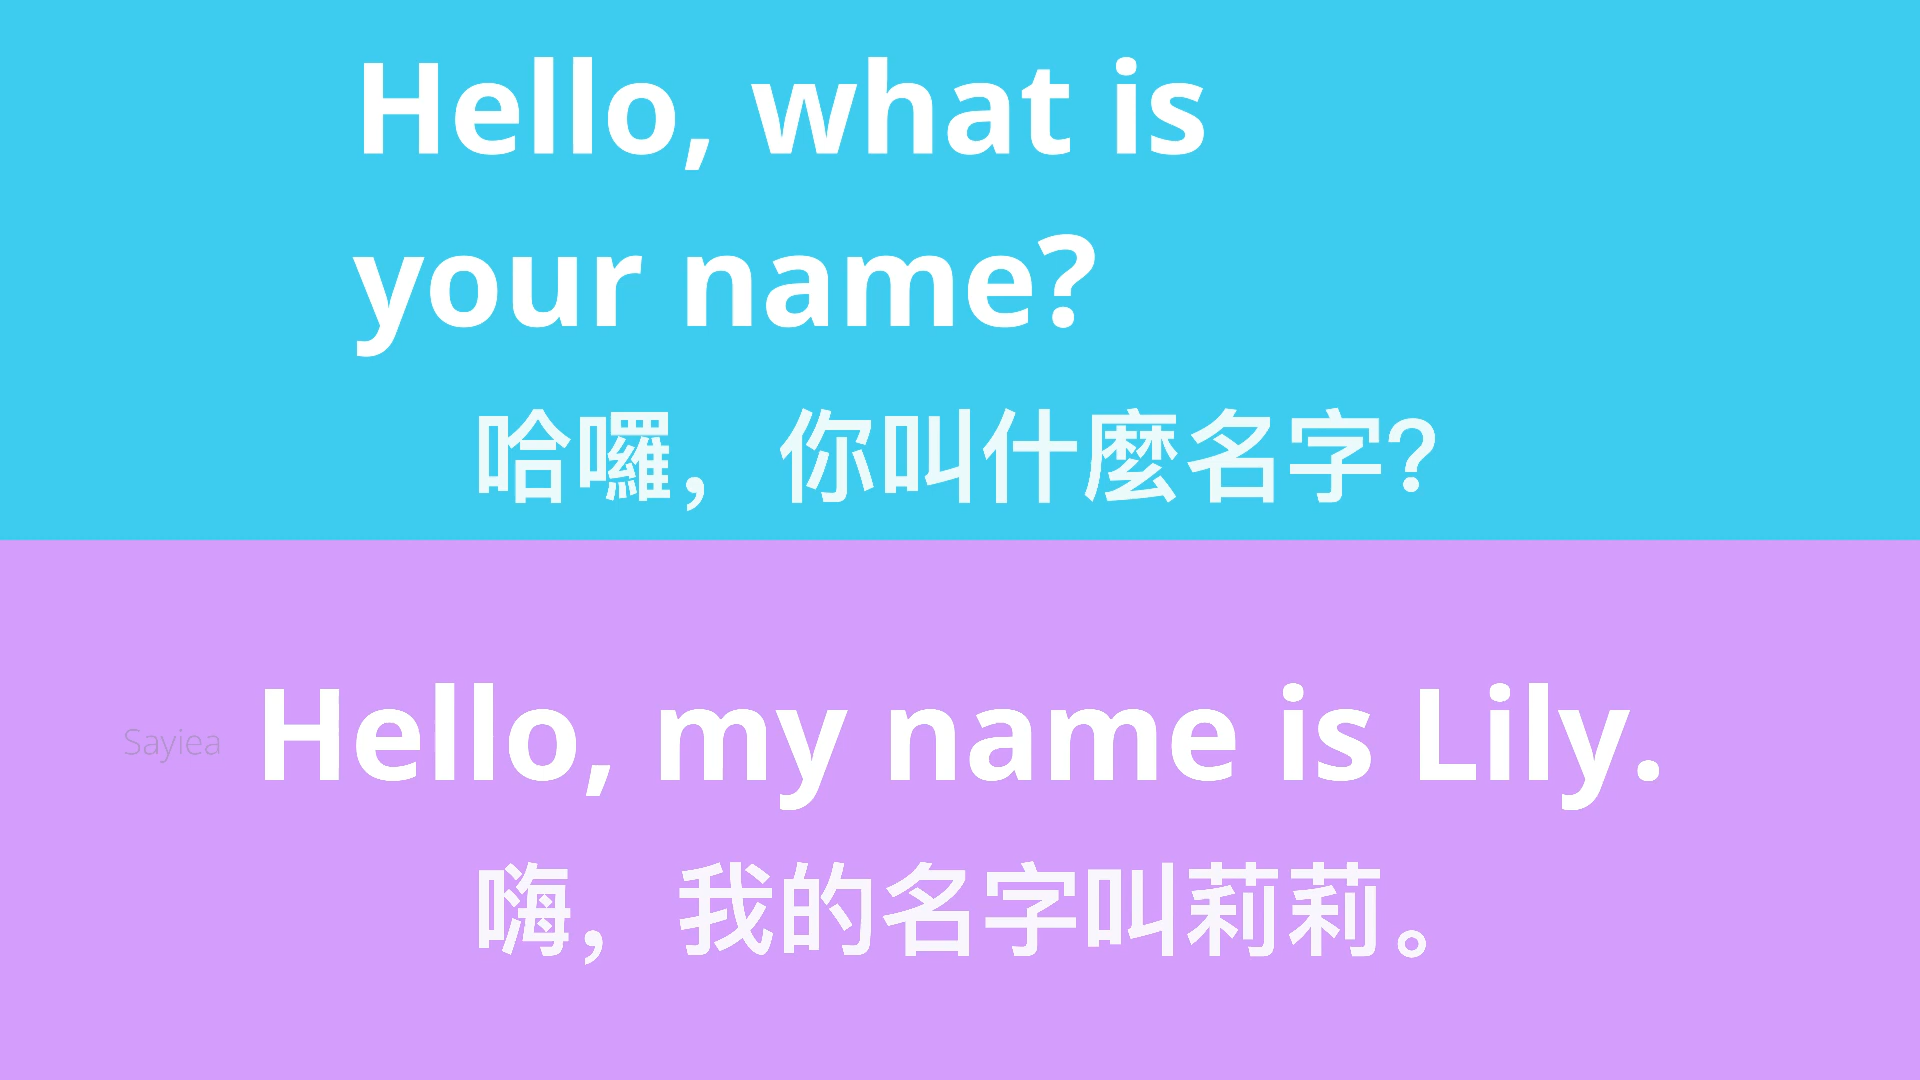 Hello, what is
your name?
哈囉，你叫什麼名字？
Sayiea
Hello, my name is Lily.
嗨，我的名字叫莉莉。